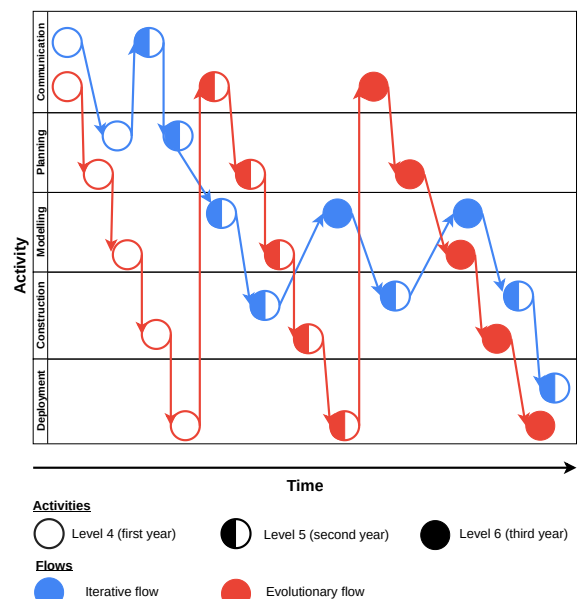 Activity
Communication
Planning
Modelling
Construction
Deployment
Time
Activities
Level 4 (first year)
Level 5 (second year)
Level 6 (third year)
Flows
Iterative flow
Evolutionary flow